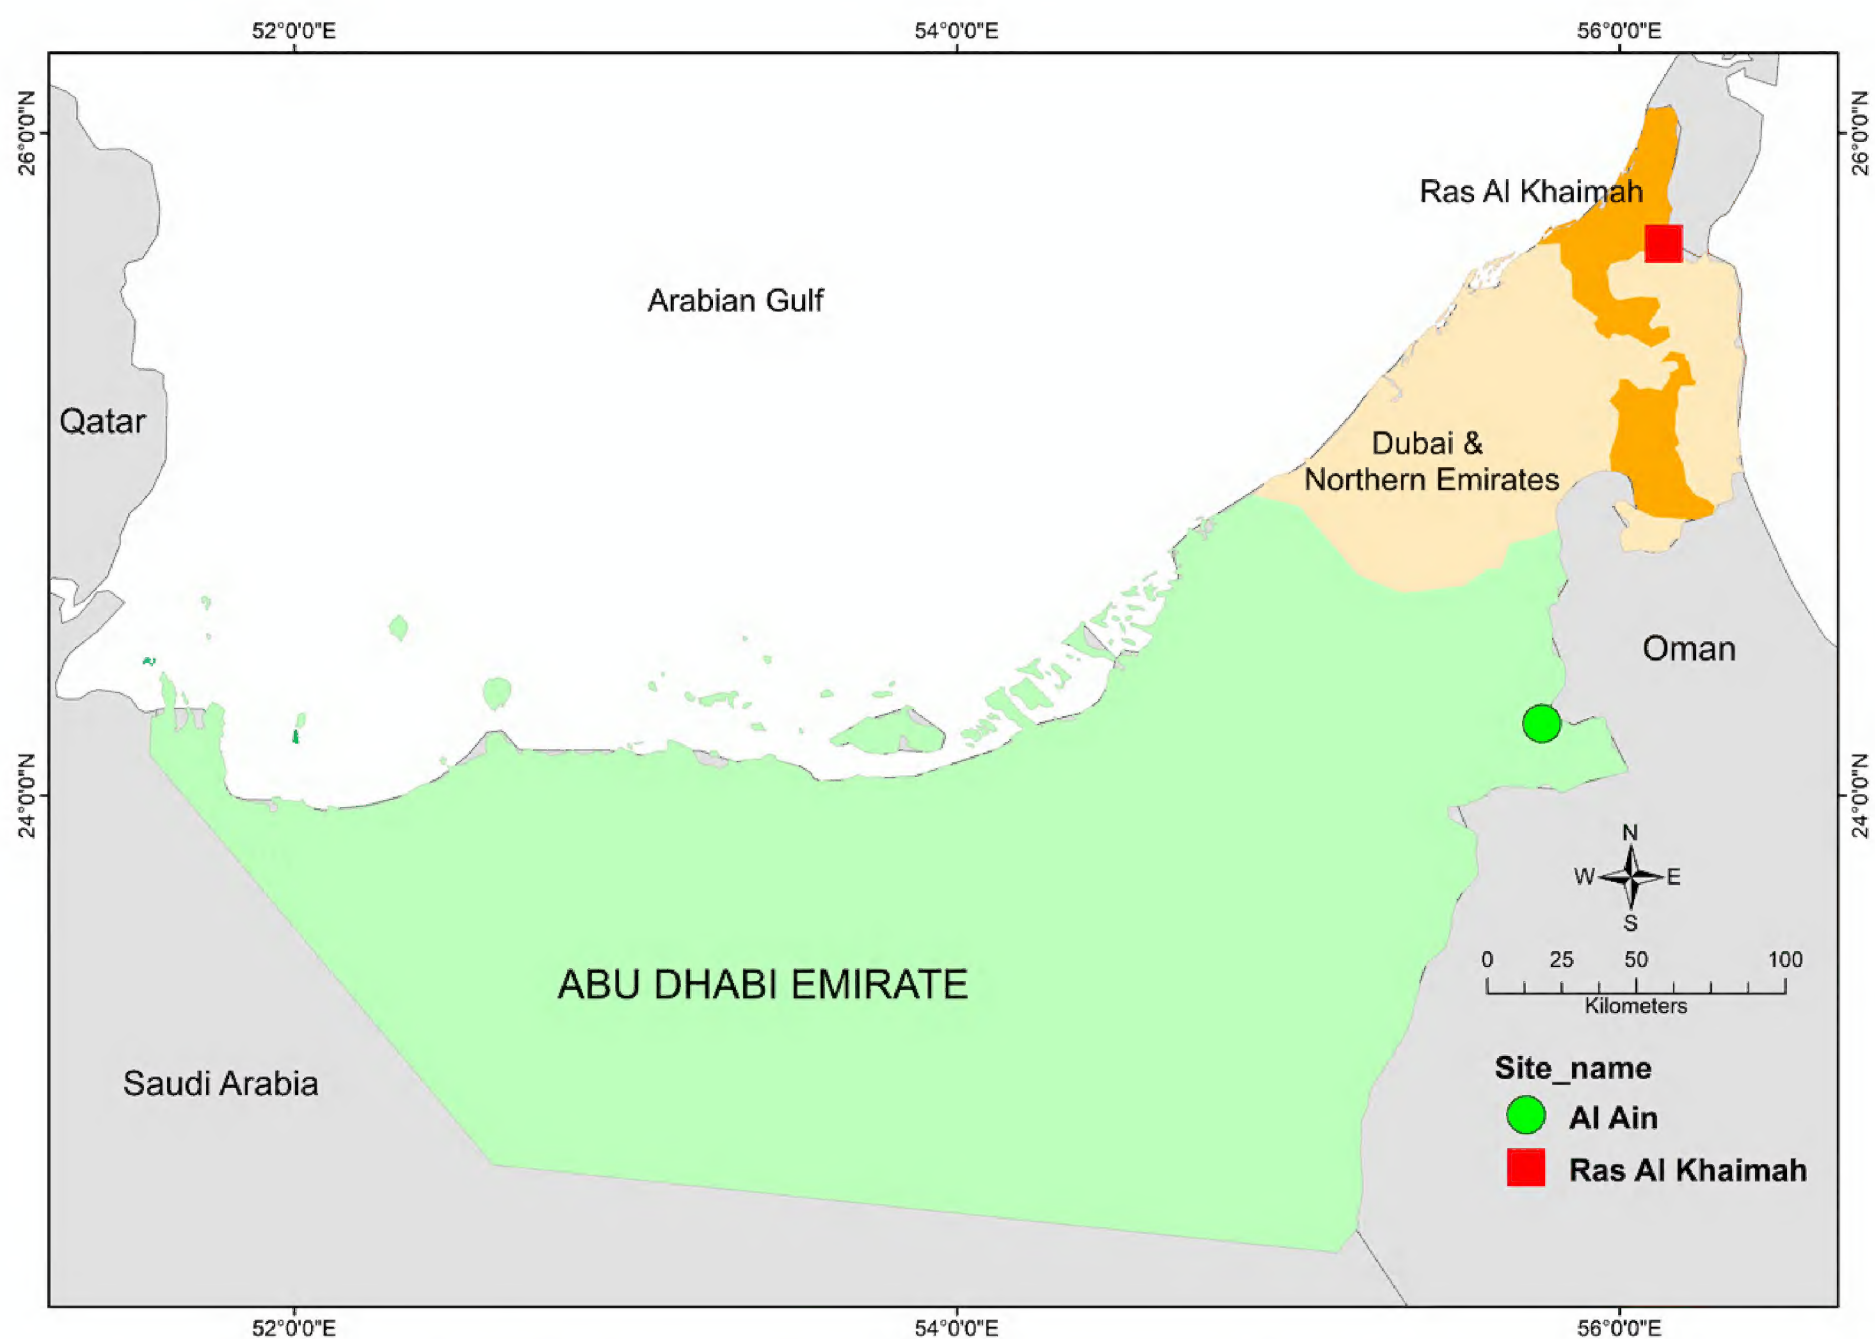 52°0'0"E 54°0'0"E 56°0'0"E
26°0'0"N
26°0'0"N
Ras Al Khaimah
Arabian Gulf
Qatar
Dubai &
Northern Emirates
Oman
24°0'0"N
24°0'0"N
N
W E
S
ABU DHABI EMIRATE
0 25 50 100
Kilometers
Saudi Arabia
Site_name
Al Ain
Ras Al Khaimah
52°0'0"E 54°0'0"E 56°0'0"E